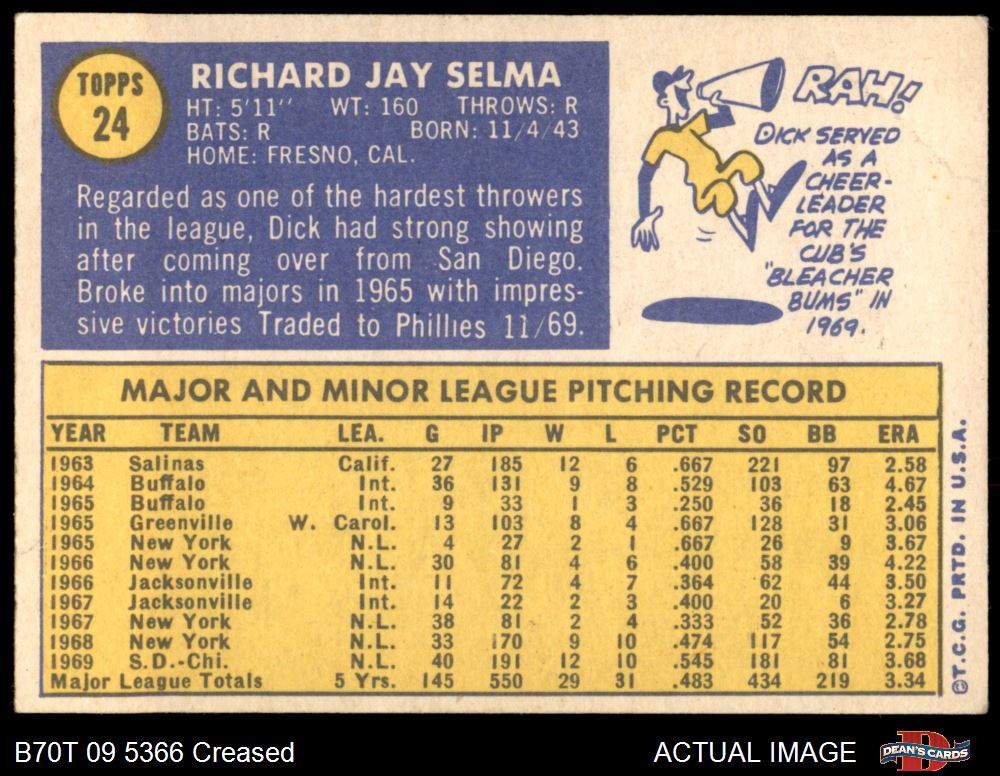 TOPPS
24
RICHARD JAY SELMA
HT: 5'11" WT: 160 THROWS: R
BATS: R BORN: 11/4/43
HOME: FRESNO, CAL.
Regarded as one of the hardest throwers
in the league, Dick had strong showing
after coming over from San Diego.
Broke into majors in 1965 with impres-
sive victories Traded to Phillies 11/69.
RAH!
DICK SERVED
AS A
CHEER-
LEADER
FOR THE
CUB'S
"BLEACHER
BUMS" IN
1969.
MAJOR AND MINOR LEAGUE PITCHING RECORD
YEAR TEAM LEA. G IP W L PCT SO BB ERA
1963 Salinas Calif. 27 185 12 6 .667 221 97 2.58
1964 Buffalo Int. 36 131 9 8 .529 103 63 4.67
1965 Buffalo Int. 9 33 1 3 .250 36 18 2.45
1965 Greenville W. Carol. 13 103 8 4 .667 128 31 3.06
1965 New York N.L. 4 27 2 1 .667 26 9 3.67
1966 New York N.L. 30 81 4 6 .400 58 39 4.22
1966 Jacksonville Int. 11 72 4 7 .364 62 44 3.50
1967 Jacksonville Int. 14 22 2 3 .400 20 6 3.27
1967 New York N.L. 38 81 2 4 .333 52 36 2.78
1968 New York N.L. 33 170 9 10 .474 117 54 2.75
1969 S.D.-Chi. N.L. 40 191 12 10 .545 181 81 3.68
Major League Totals 5 Yrs. 145 550 29 31 .483 434 219 3.34
©T.C.G. PRTD. IN U.S.A.
B70T 09 5366 Creased
ACTUAL IMAGE
DEAN'S CARDS